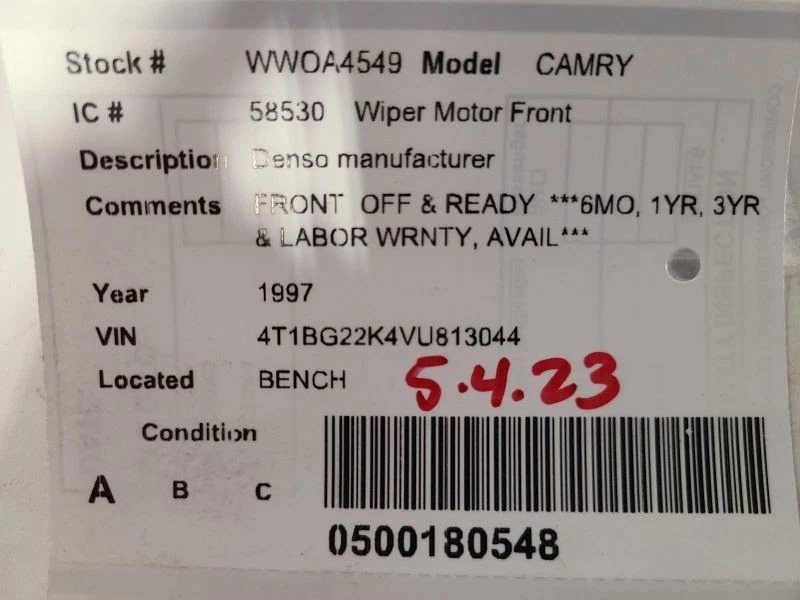 Stock # WWOA4549 Model CAMRY
IC # 58530 Wiper Motor Front
Description Denso manufacturer
Comments FRONT OFF & READY ***6MO, 1YR, 3YR
& LABOR WRNTY, AVAIL***
Year 1997
VIN 4T1BG22K4VU813044
Located BENCH 5.4.23
Condition
A B C
0500180548